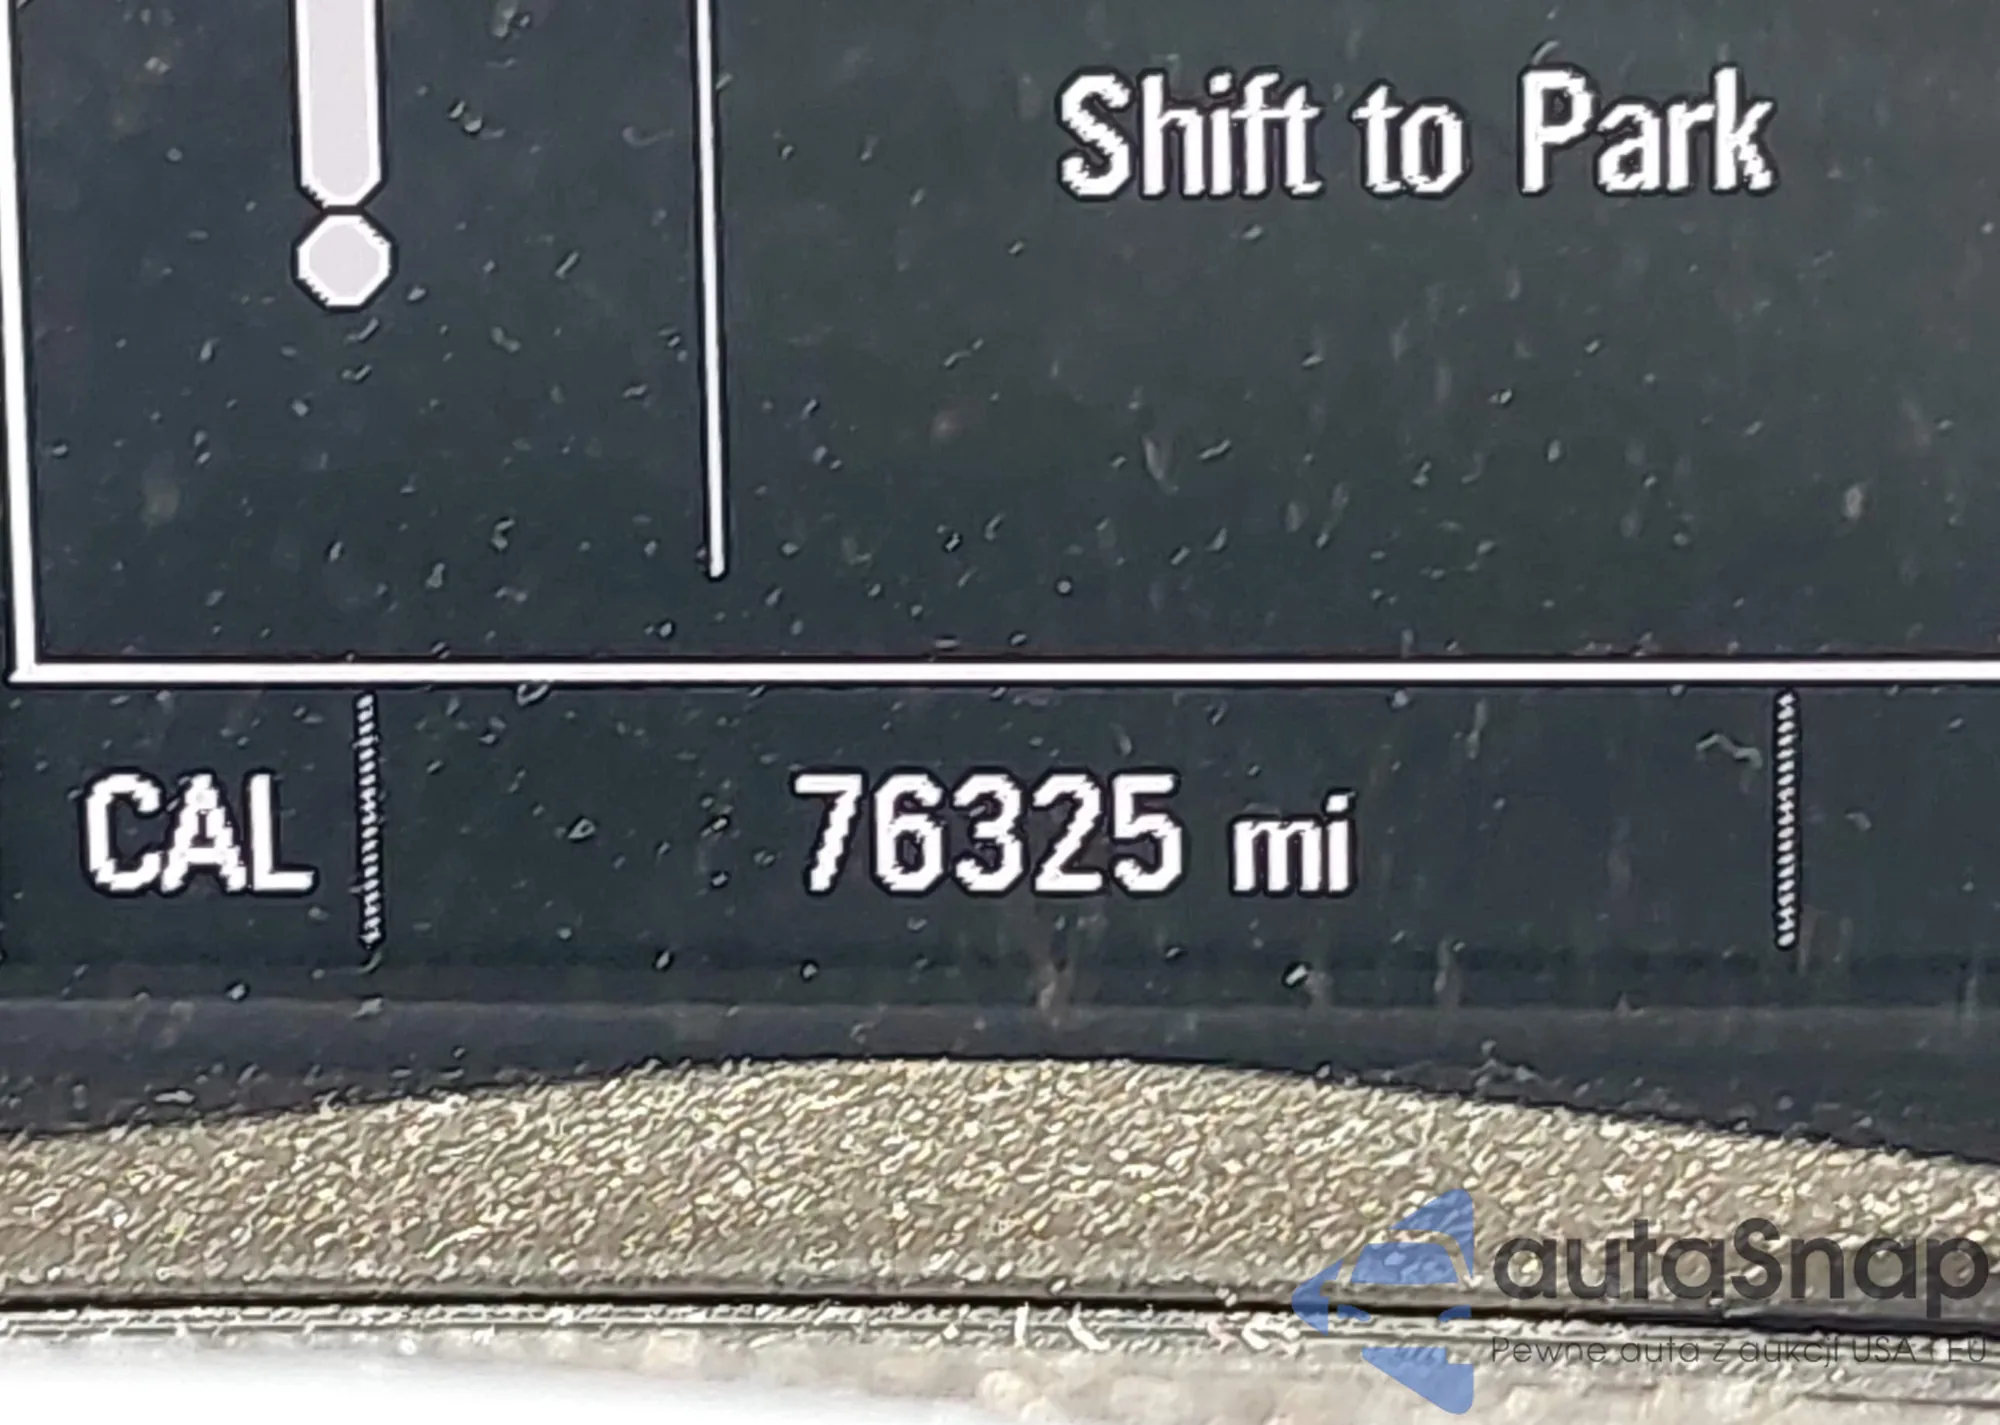 Shift to Park
CAL
76325 mi
autaSnap
Pewne auta z aukcji USA i EU